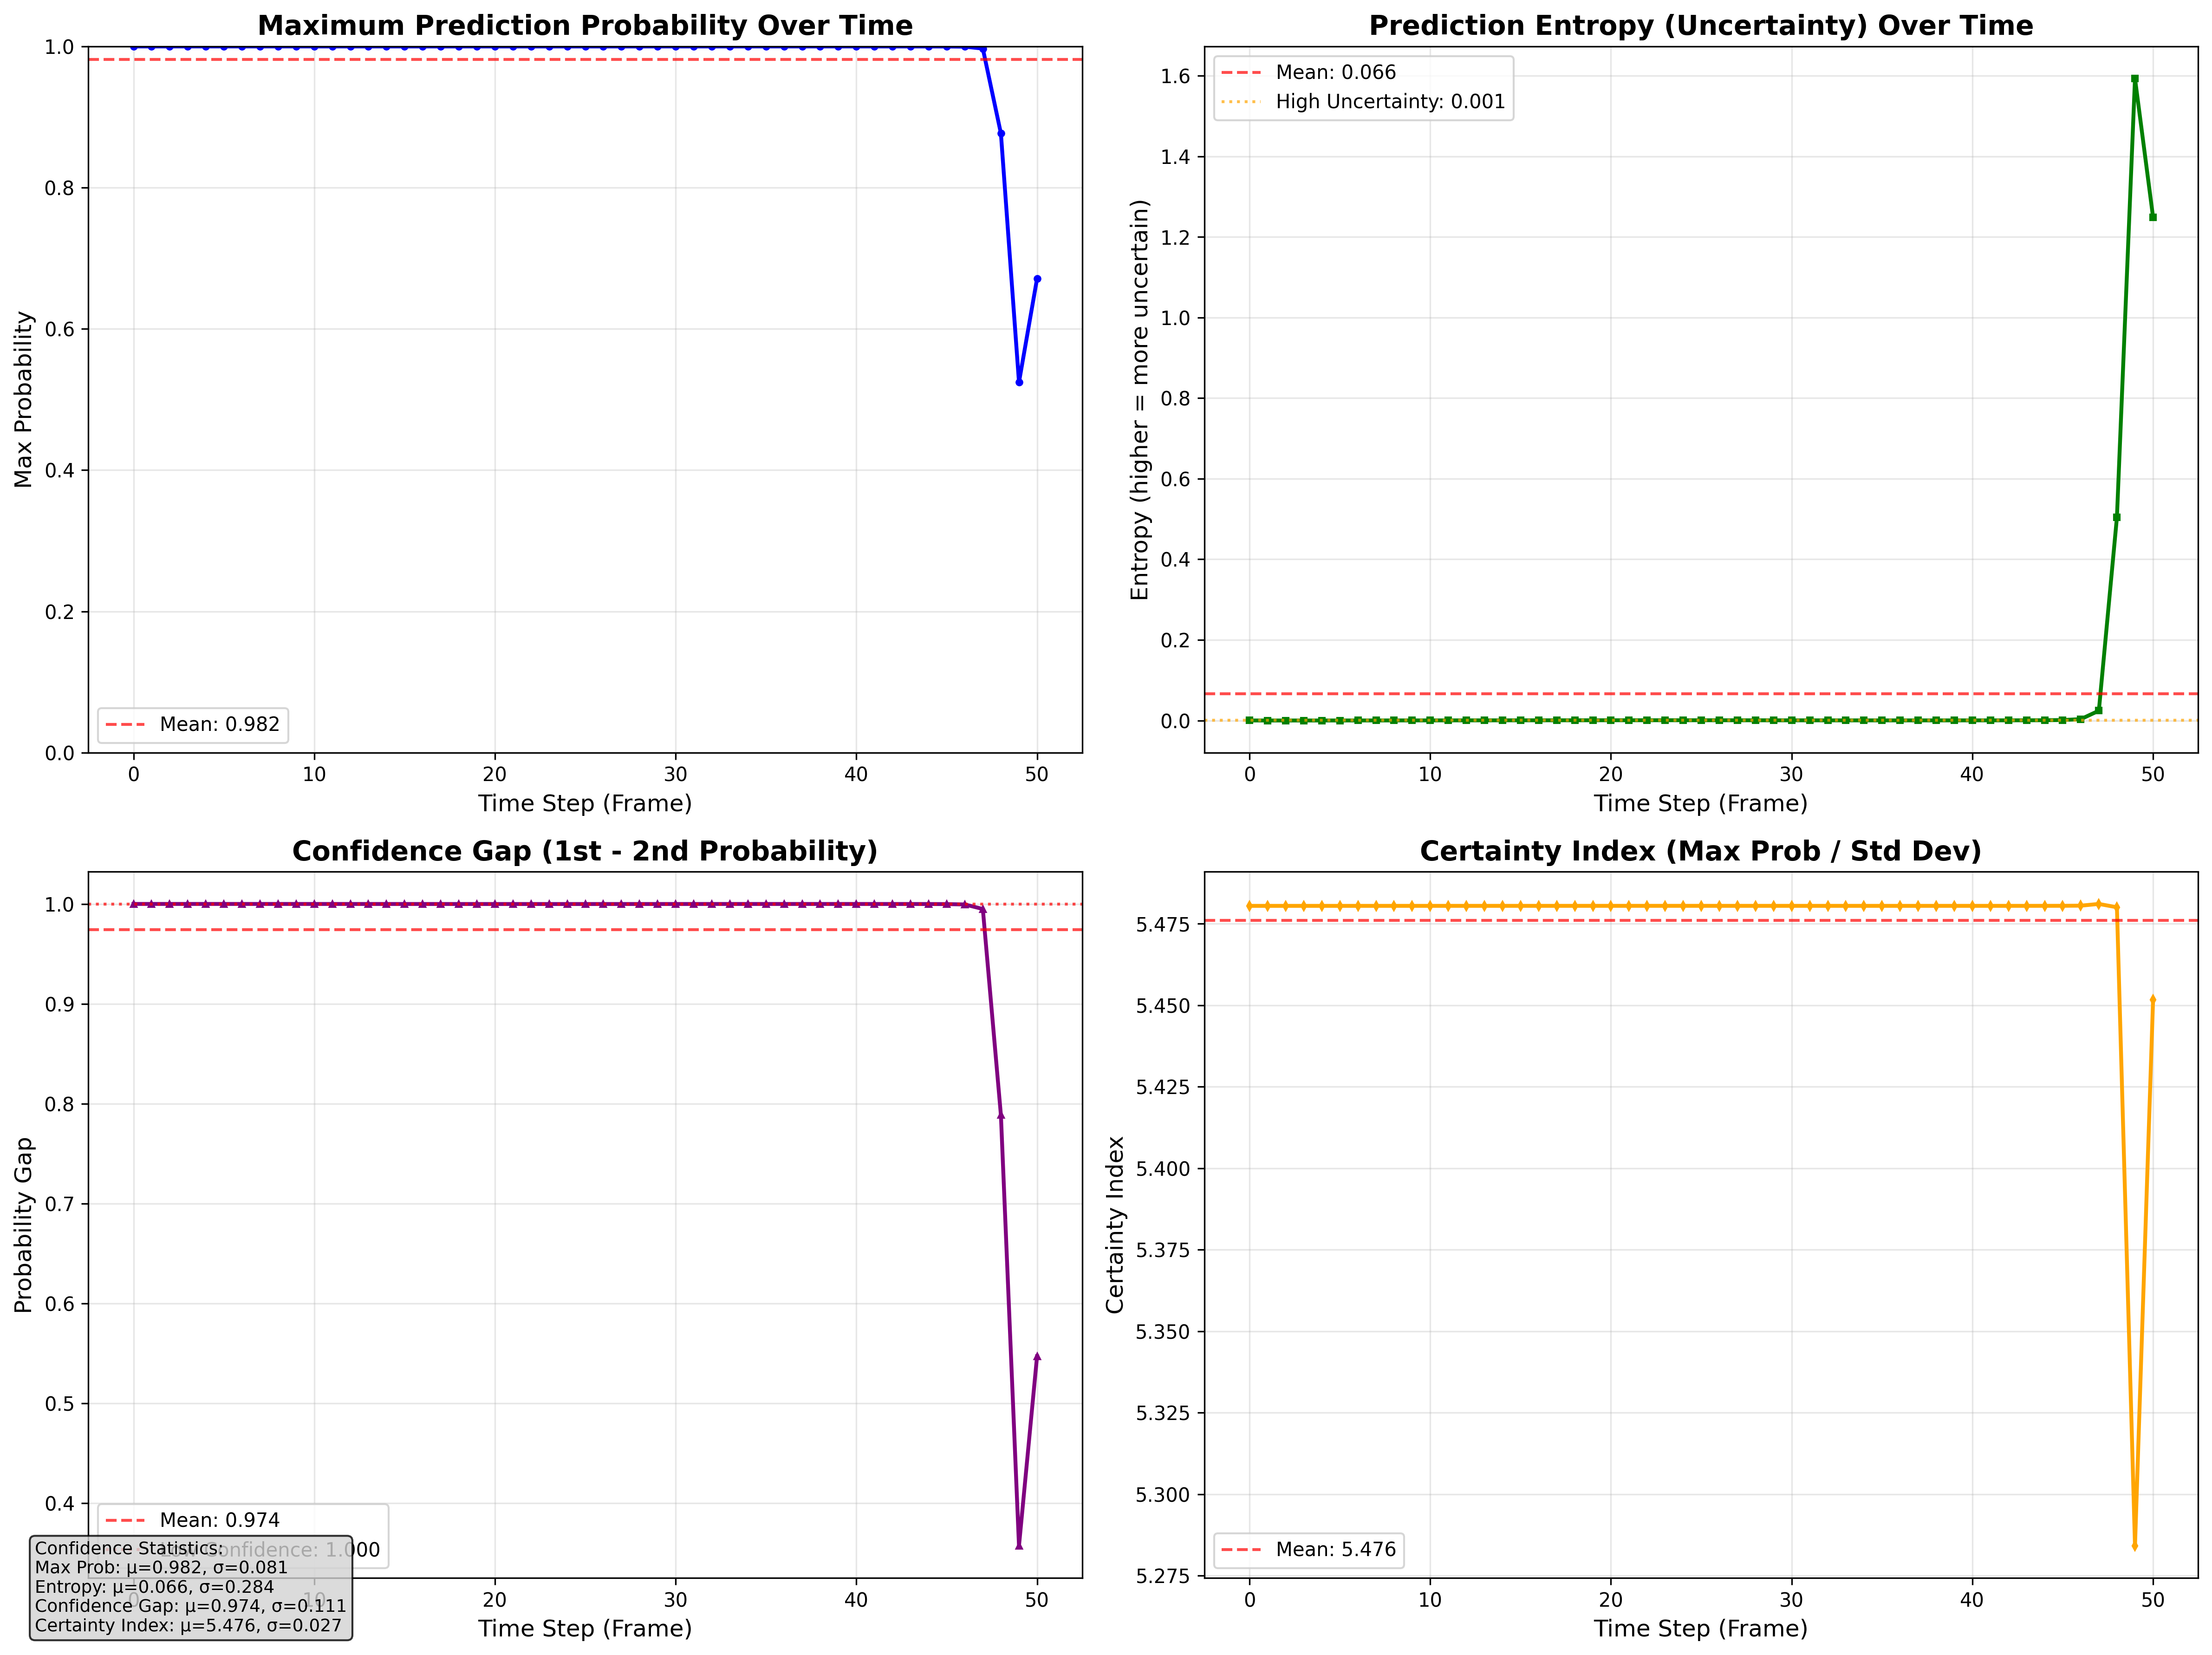 Maximum Prediction Probability Over Time
1.0
0.8
0.6
0.4
0.2
0.0
Max Probability
Mean: 0.982
0 10 20 30 40 50
Time Step (Frame)
Prediction Entropy (Uncertainty) Over Time
Mean: 0.066
High Uncertainty: 0.001
1.6
1.4
1.2
1.0
0.8
0.6
0.4
0.2
0.0
Entropy (higher = more uncertain)
0 10 20 30 40 50
Time Step (Frame)
Confidence Gap (1st - 2nd Probability)
1.0
0.9
0.8
0.7
0.6
0.5
0.4
Probability Gap
Mean: 0.974
Low Confidence: 1.000
0 10 20 30 40 50
Time Step (Frame)
Confidence Statistics:
Max Prob: μ=0.982, σ=0.081
Entropy: μ=0.066, σ=0.284
Confidence Gap: μ=0.974, σ=0.111
Certainty Index: μ=5.476, σ=0.027
Certainty Index (Max Prob / Std Dev)
5.475
5.450
5.425
5.400
5.375
5.350
5.325
5.300
5.275
Certainty Index
Mean: 5.476
0 10 20 30 40 50
Time Step (Frame)